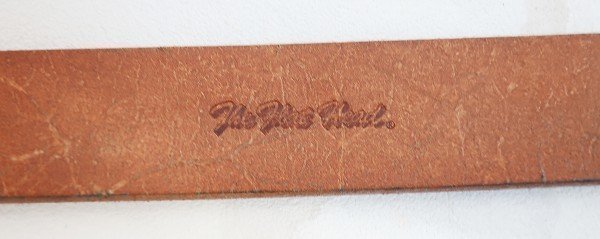 The Flat Head.